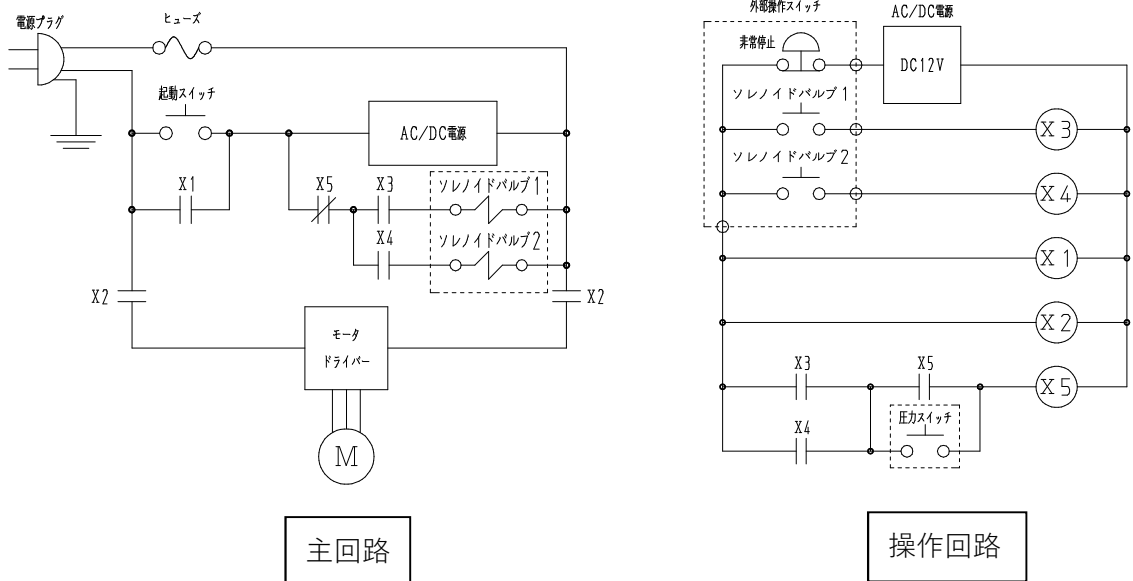 電源プラグ
ヒューズ
起動スイッチ
AC/DC電源
X1
X5
X3
ソレノイドバルブ1
X4
ソレノイドバルブ2
X2
X2
モータ
ドライバー
M
主回路
外部操作スイッチ
AC/DC電源
非常停止
DC12V
ソレノイドバルブ1
X3
ソレノイドバルブ2
X4
X1
X2
X3
X5
X5
圧力スイッチ
X4
操作回路